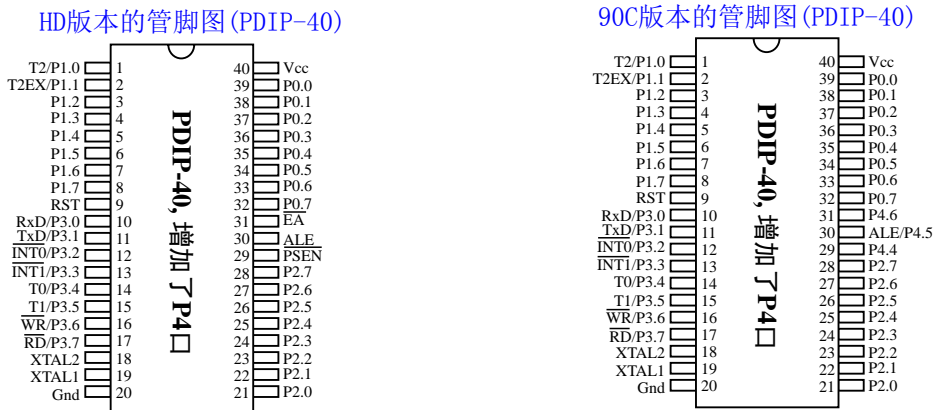 HD版本的管脚图(PDIP-40)
T2/P1.0 1 40 Vcc
T2EX/P1.1 2 39 P0.0
P1.2 3 38 P0.1
P1.3 4 37 P0.2
P1.4 5 36 P0.3
P1.5 6 35 P0.4
P1.6 7 34 P0.5
P1.7 8 33 P0.6
RST 9 32 P0.7
RxD/P3.0 10 31 EA
TxD/P3.1 11 30 ALE
INT0/P3.2 12 29 PSEN
INT1/P3.3 13 28 P2.7
T0/P3.4 14 27 P2.6
T1/P3.5 15 26 P2.5
WR/P3.6 16 25 P2.4
RD/P3.7 17 24 P2.3
XTAL2 18 23 P2.2
XTAL1 19 22 P2.1
Gnd 20 21 P2.0
PDIP-40, 增加了P4口
90C版本的管脚图(PDIP-40)
T2/P1.0 1 40 Vcc
T2EX/P1.1 2 39 P0.0
P1.2 3 38 P0.1
P1.3 4 37 P0.2
P1.4 5 36 P0.3
P1.5 6 35 P0.4
P1.6 7 34 P0.5
P1.7 8 33 P0.6
RST 9 32 P0.7
RxD/P3.0 10 31 P4.6
TxD/P3.1 11 30 ALE/P4.5
INT0/P3.2 12 29 P4.4
INT1/P3.3 13 28 P2.7
T0/P3.4 14 27 P2.6
T1/P3.5 15 26 P2.5
WR/P3.6 16 25 P2.4
RD/P3.7 17 24 P2.3
XTAL2 18 23 P2.2
XTAL1 19 22 P2.1
Gnd 20 21 P2.0
PDIP-40, 增加了P4口